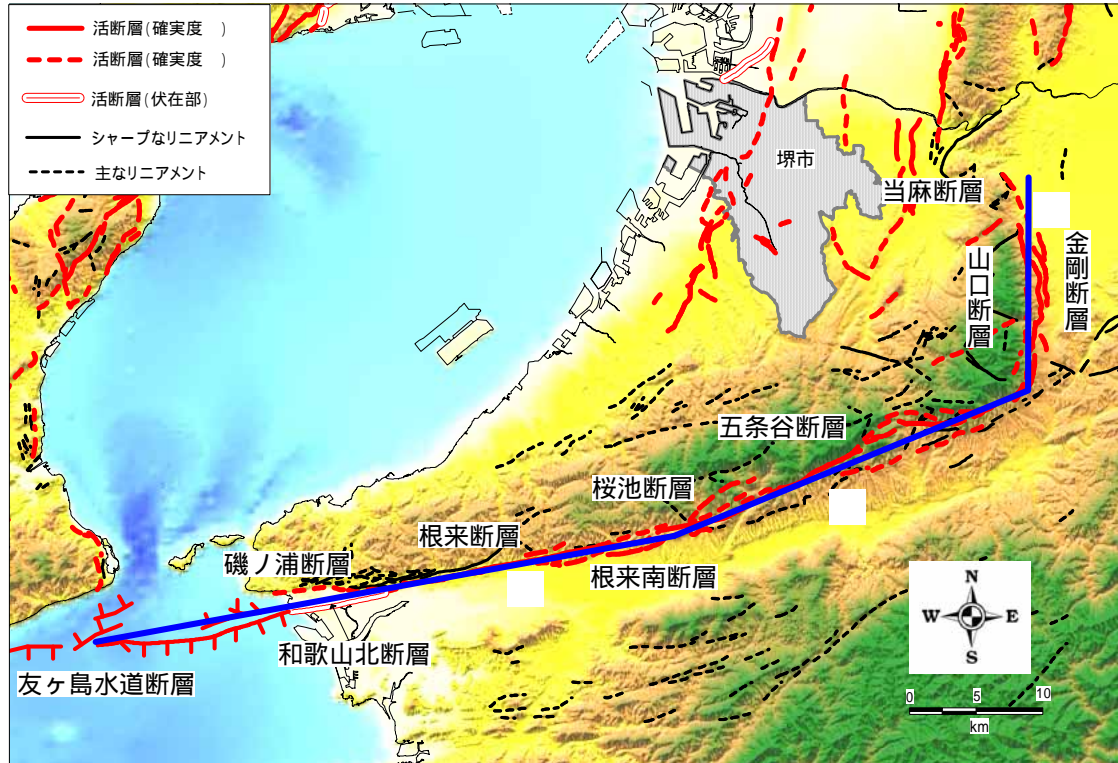 活断層(確実度　)
活断層(確実度　)
活断層(伏在部)
シャープなリニアメント
主なリニアメント
堺市
当麻断層
金剛断層
山口断層
五条谷断層
桜池断層
根来断層
磯ノ浦断層
根来南断層
和歌山北断層
友ヶ島水道断層
N
W E
S
0 5 10
km